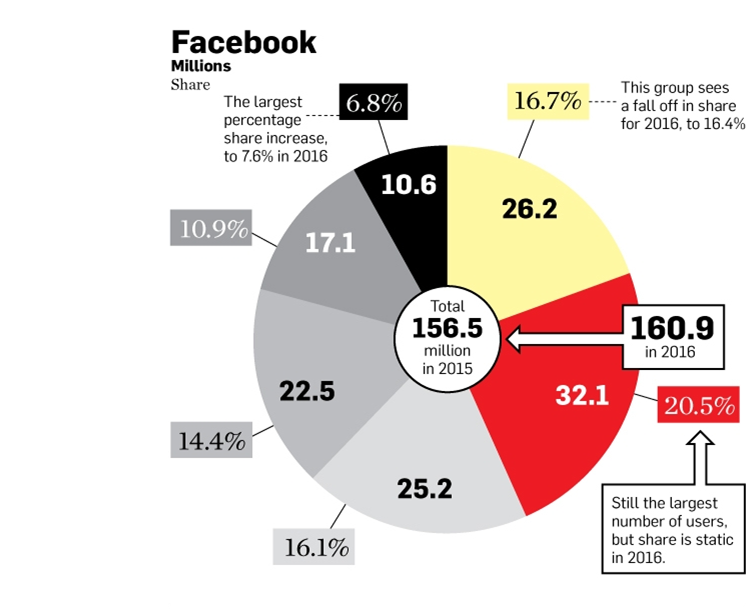 Facebook
Millions
Share
The largest
percentage
share increase,
to 7.6% in 2016
6.8%
16.7%
This group sees
a fall off in share
for 2016, to 16.4%
10.6
26.2
10.9%
17.1
Total
156.5
million
in 2015
160.9
in 2016
22.5
32.1
20.5%
14.4%
25.2
16.1%
Still the largest
number of users,
but share is static
in 2016.